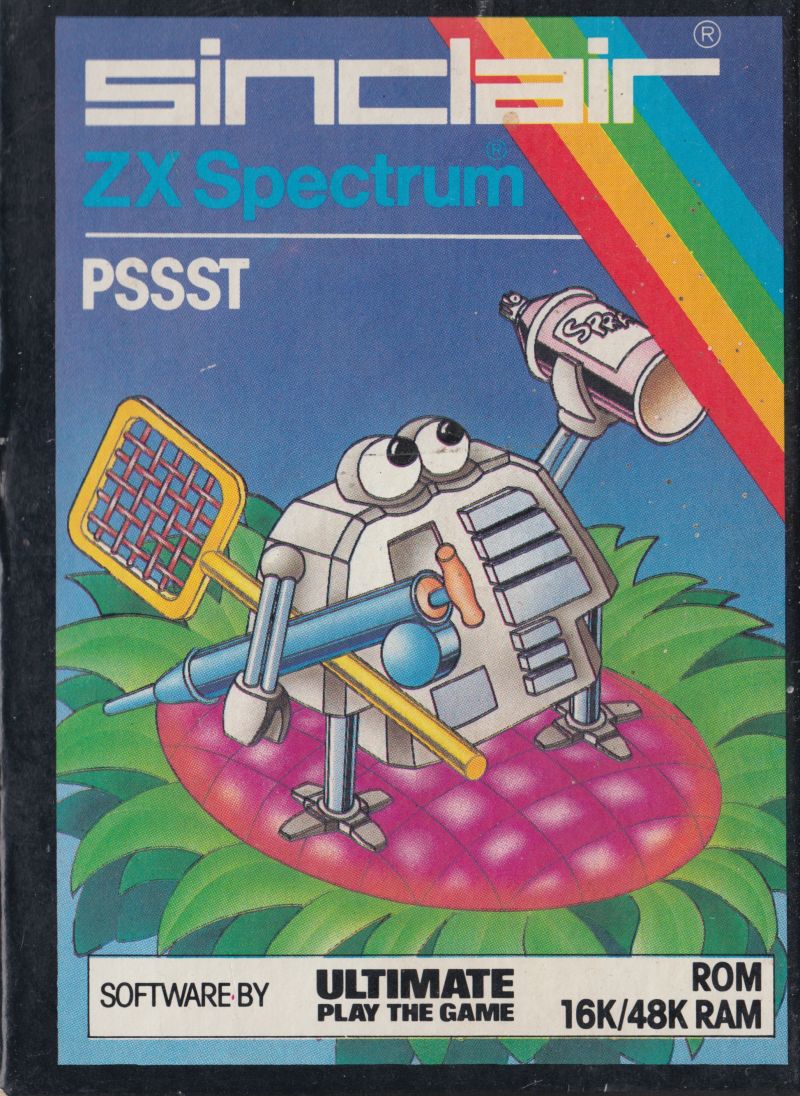 sinclair®
ZX Spectrum®
PSSST
SOFTWARE BY
ULTIMATE
PLAY THE GAME
ROM
16K/48K RAM